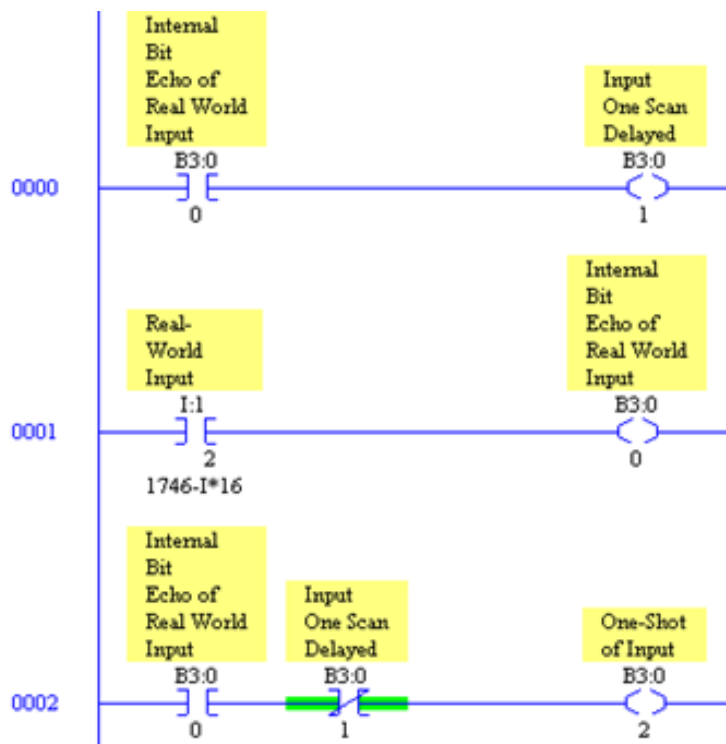 Internal
Bit
Echo of
Real World
Input
B3:0
0
Input
One Scan
Delayed
B3:0
1
0000
Real-
World
Input
I:1
2
1746-I*16
Internal
Bit
Echo of
Real World
Input
B3:0
0
0001
Internal
Bit
Echo of
Real World
Input
B3:0
0
Input
One Scan
Delayed
B3:0
1
One-Shot
of Input
B3:0
2
0002